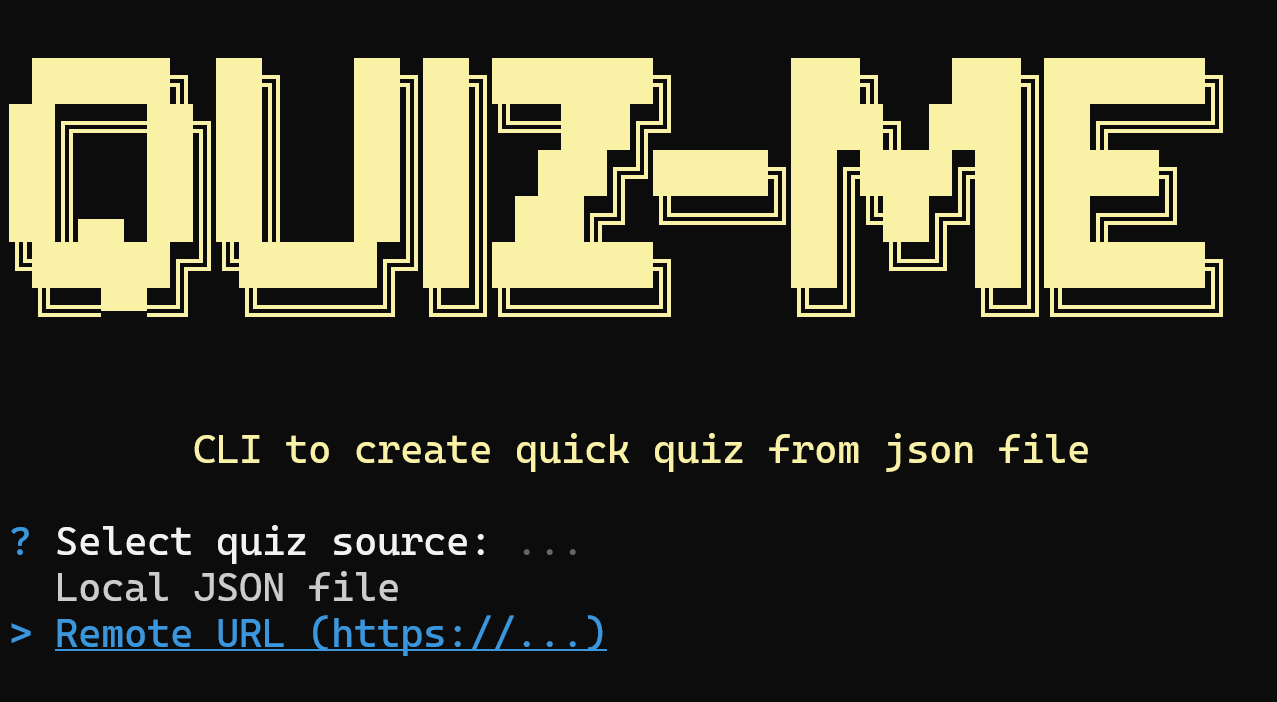 QUIZ-ME
CLI to create quick quiz from json file
? Select quiz source: ...
Local JSON file
> Remote URL (https://...)